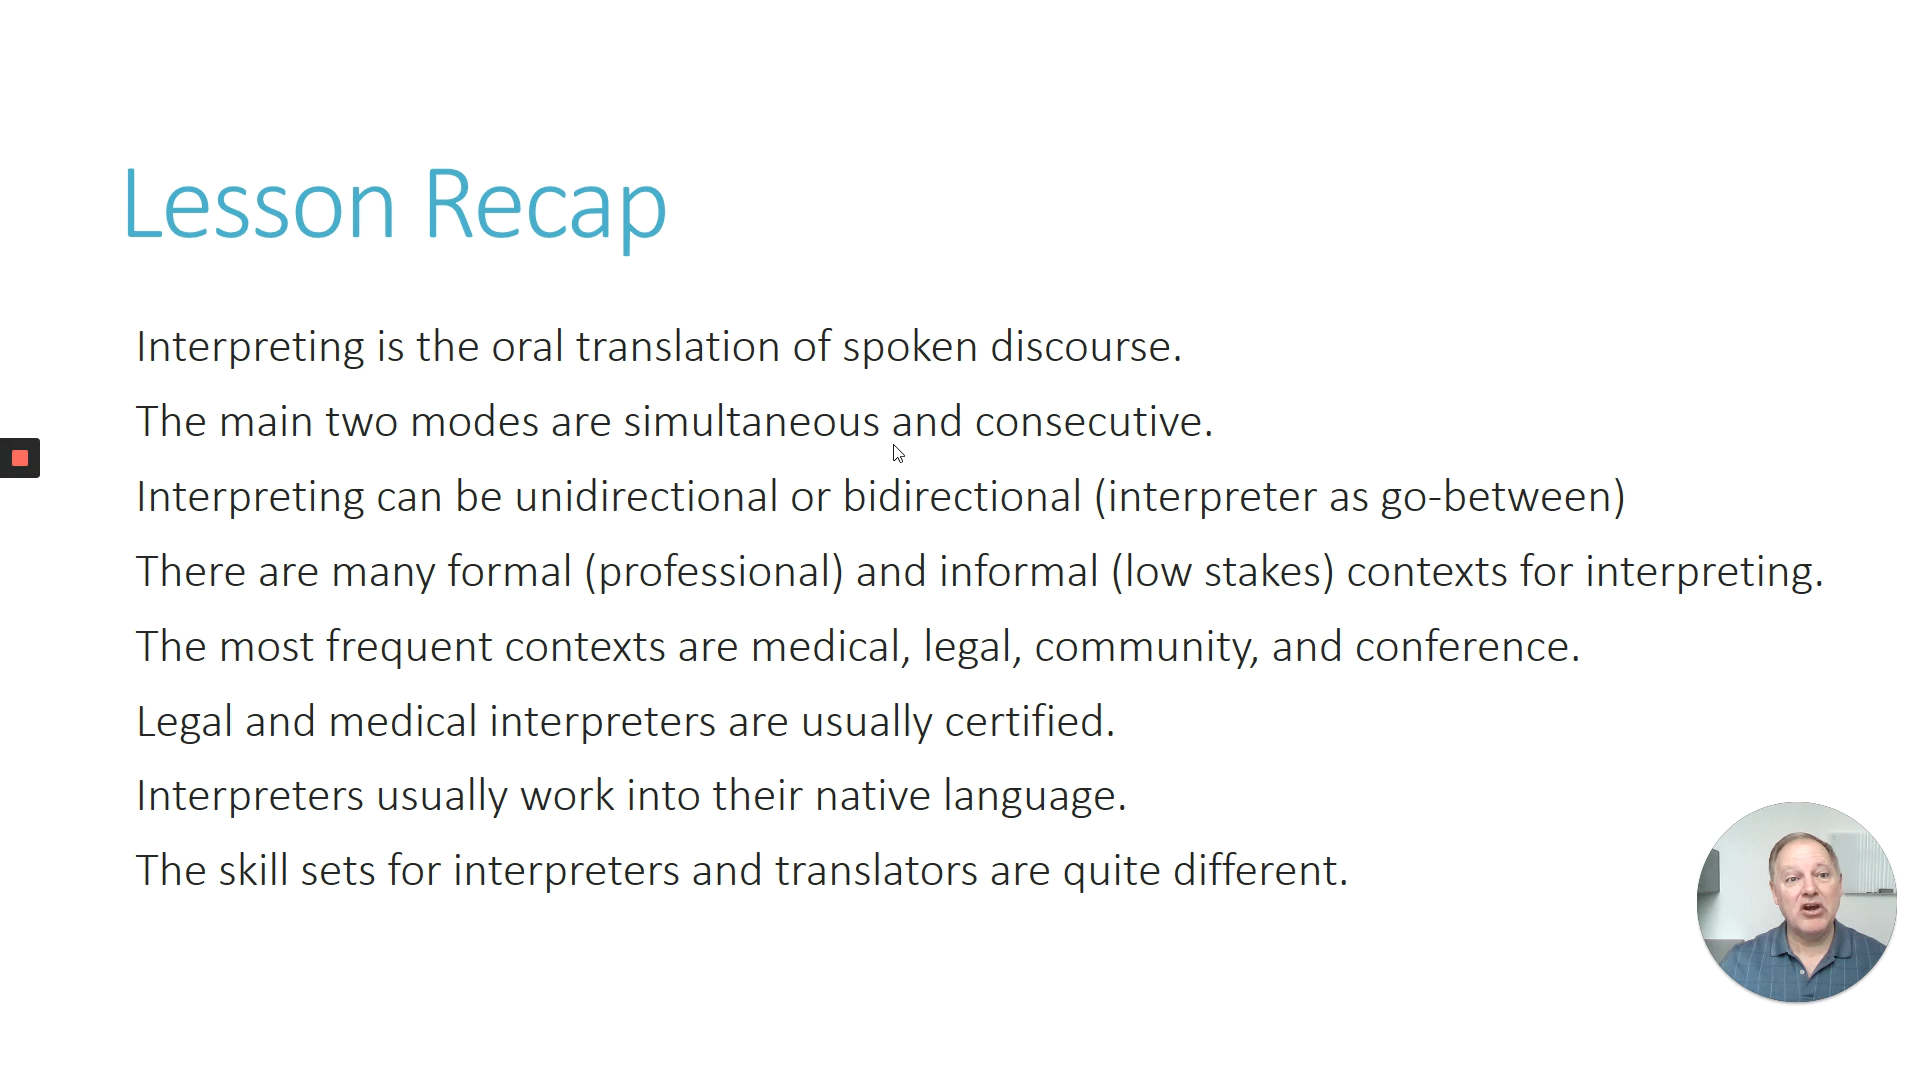 Lesson Recap
Interpreting is the oral translation of spoken discourse.
The main two modes are simultaneous and consecutive.
Interpreting can be unidirectional or bidirectional (interpreter as go-between)
There are many formal (professional) and informal (low stakes) contexts for interpreting.
The most frequent contexts are medical, legal, community, and conference.
Legal and medical interpreters are usually certified.
Interpreters usually work into their native language.
The skill sets for interpreters and translators are quite different.